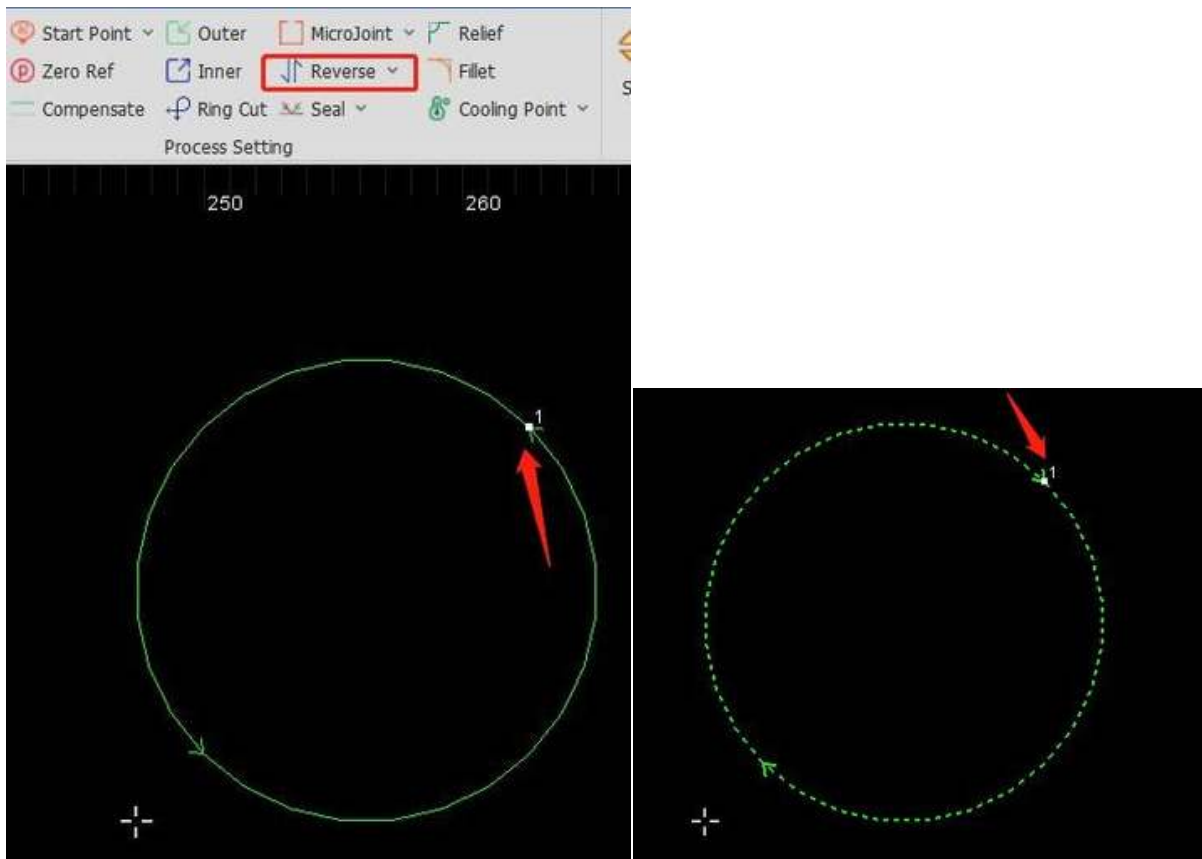 Start Point Outer MicroJoint Relief
Zero Ref Inner Reverse Fillet
Compensate Ring Cut Seal Cooling Point
S
Process Setting
250 260
1
1